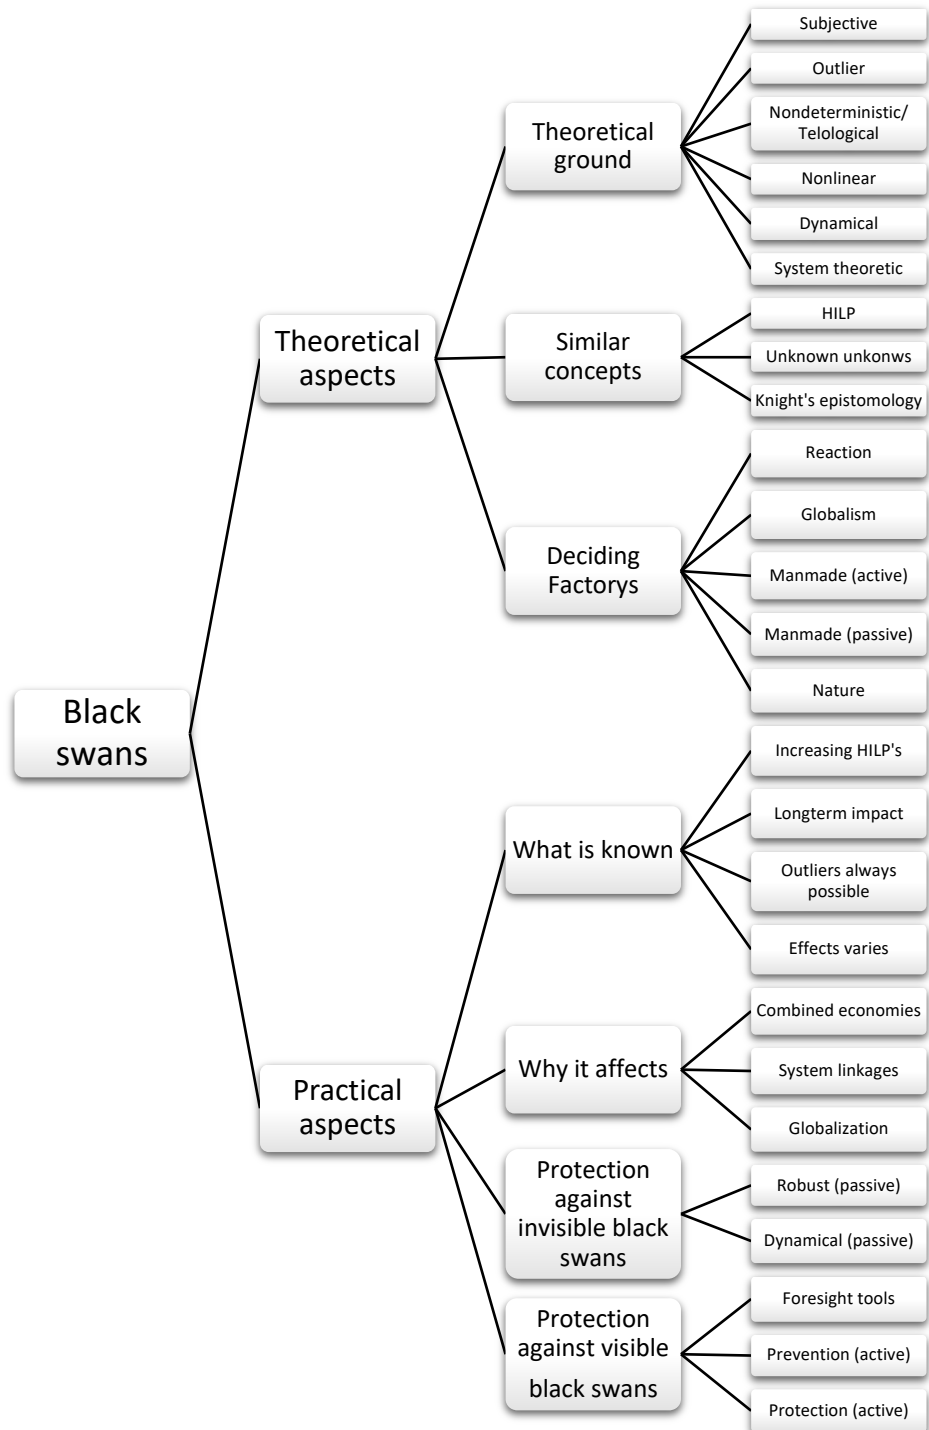 Black
swans
Theoretical
aspects
Theoretical
ground
Subjective
Outlier
Nondeterministic/
Telological
Nonlinear
Dynamical
System theoretic
Similar
concepts
HILP
Unknown unkonws
Knight's epistomology
Deciding
Factorys
Reaction
Globalism
Manmade (active)
Manmade (passive)
Nature
Practical
aspects
What is known
Increasing HILP's
Longterm impact
Outliers always
possible
Effects varies
Why it affects
Combined economies
System linkages
Globalization
Protection
against
invisible black
swans
Robust (passive)
Dynamical (passive)
Protection
against visible
black swans
Foresight tools
Prevention (active)
Protection (active)